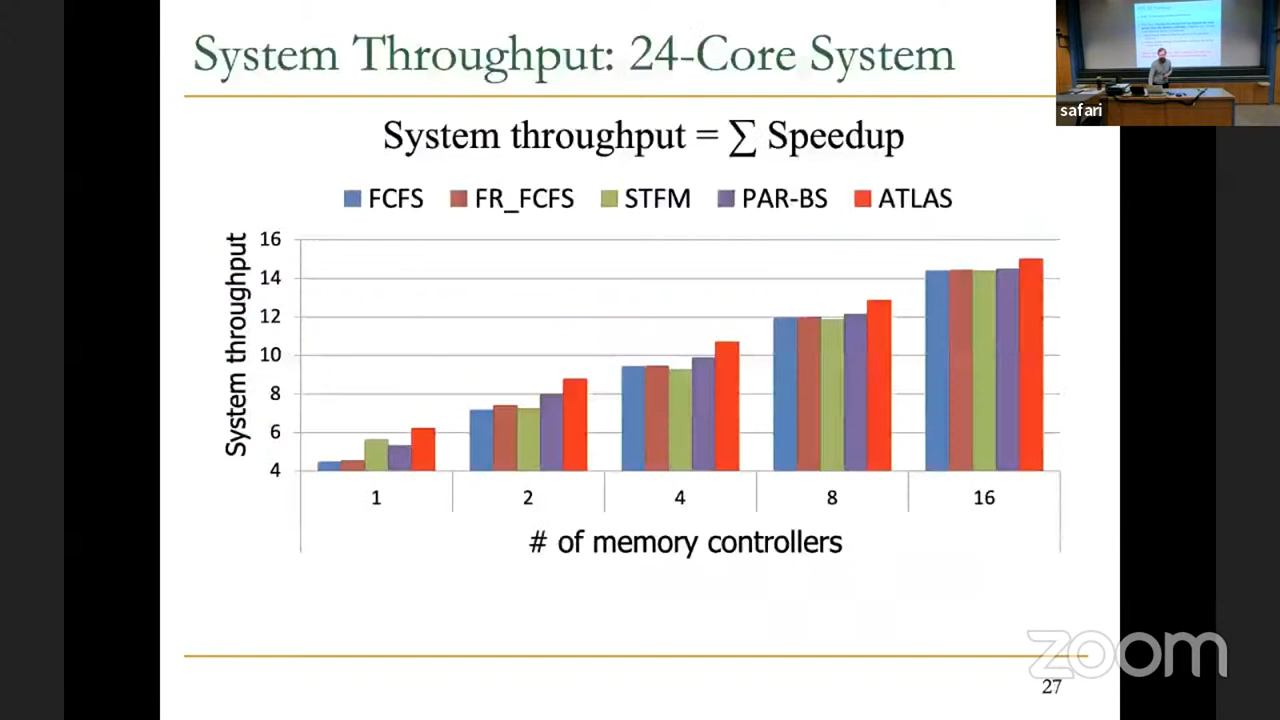 System Throughput: 24-Core System
safari
System throughput = ∑ Speedup
FCFS FR_FCFS STFM PAR-BS ATLAS
System throughput
16
14
12
10
8
6
4
1 2 4 8 16
# of memory controllers
zoom
27